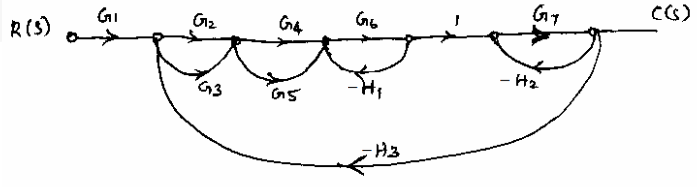 G1 G2 G4 G6 1 G7 C(S)
R(S)
G3 G5 -H1 -H2
-H3